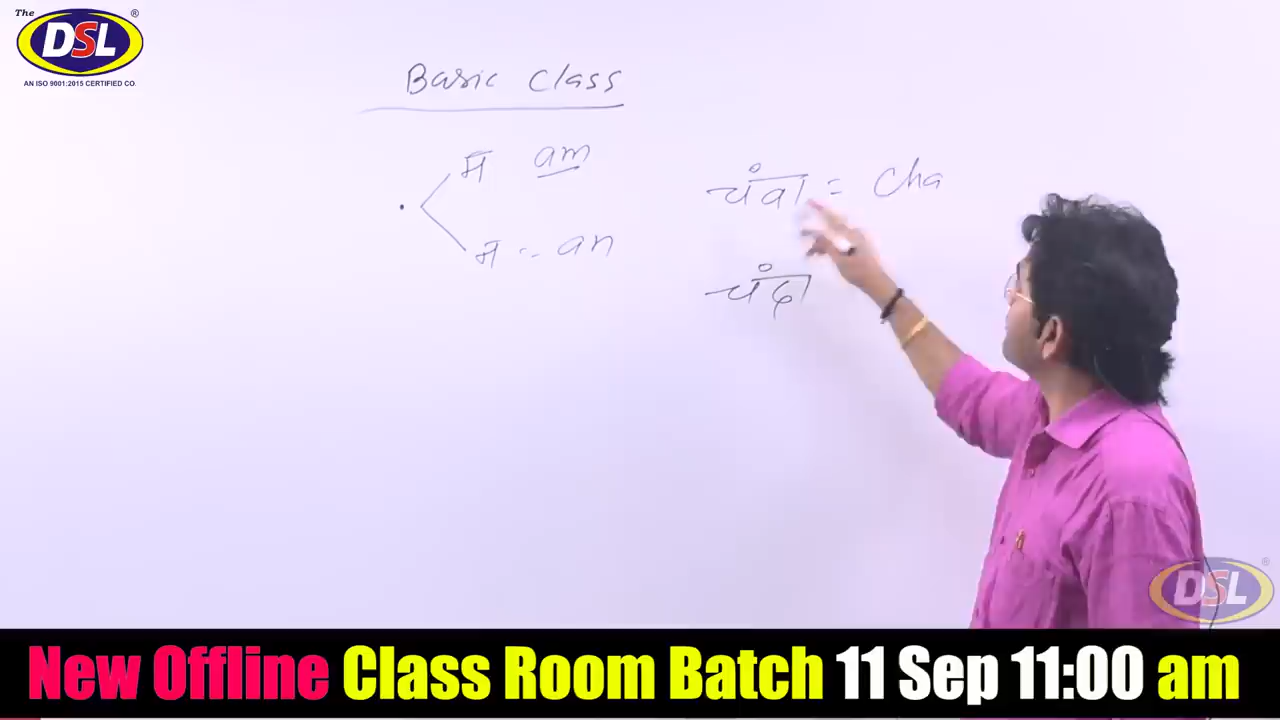 The
DSL
®
AN ISO 9001:2015 CERTIFIED CO.
Basic Class
म am
चंवा = Cha
न -- an
चंदा
DSL
New Offline Class Room Batch 11 Sep 11:00 am